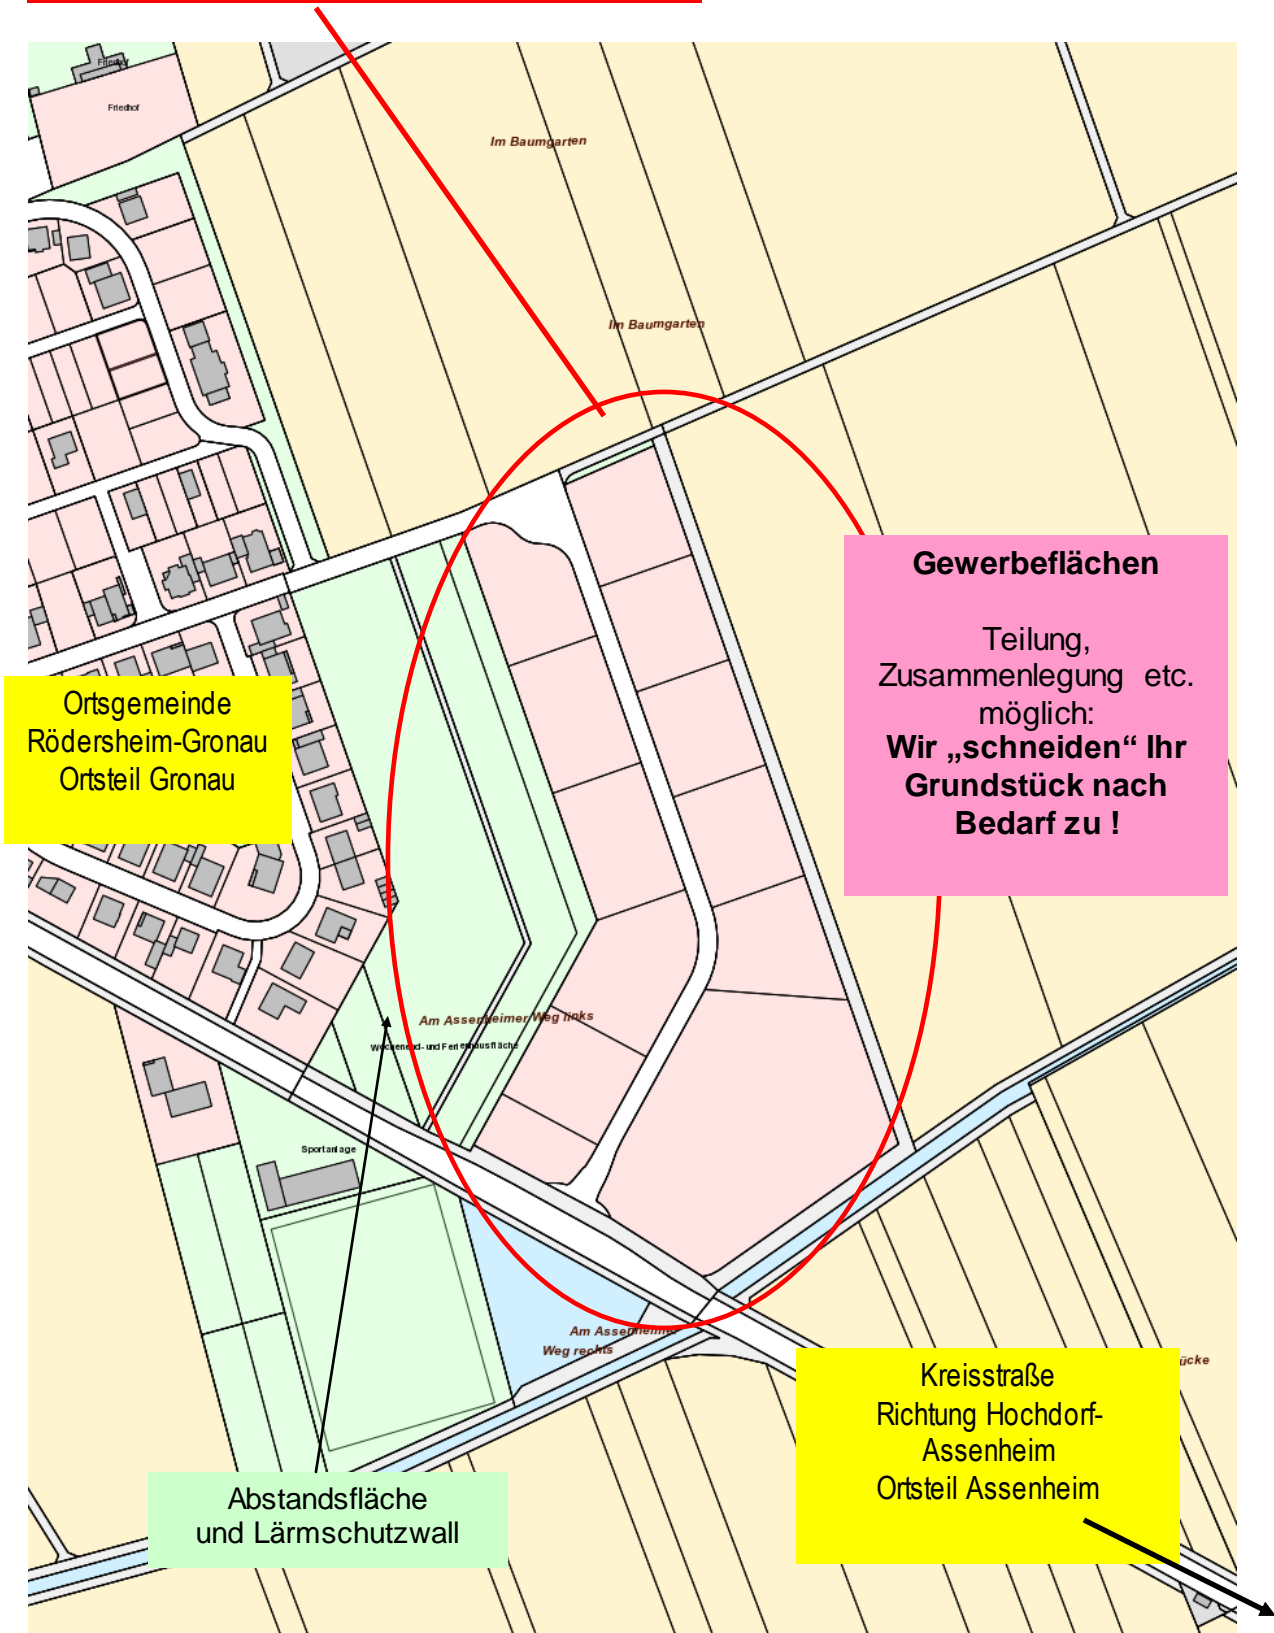 Friedhof
Friedhof
Im Baumgarten
Im Baumgarten
Gewerbeflächen
Teilung,
Zusammenlegung etc.
möglich:
Wir „schneiden“ Ihr
Grundstück nach
Bedarf zu !
Ortsgemeinde
Rödersheim-Gronau
Ortsteil Gronau
Am Assenheimer Weg links
Wochenend- und Ferienhausfläche
Sportanlage
Am Assenheimer
Weg rechts
ücke
Kreisstraße
Richtung Hochdorf-
Assenheim
Ortsteil Assenheim
Abstandsfläche
und Lärmschutzwall